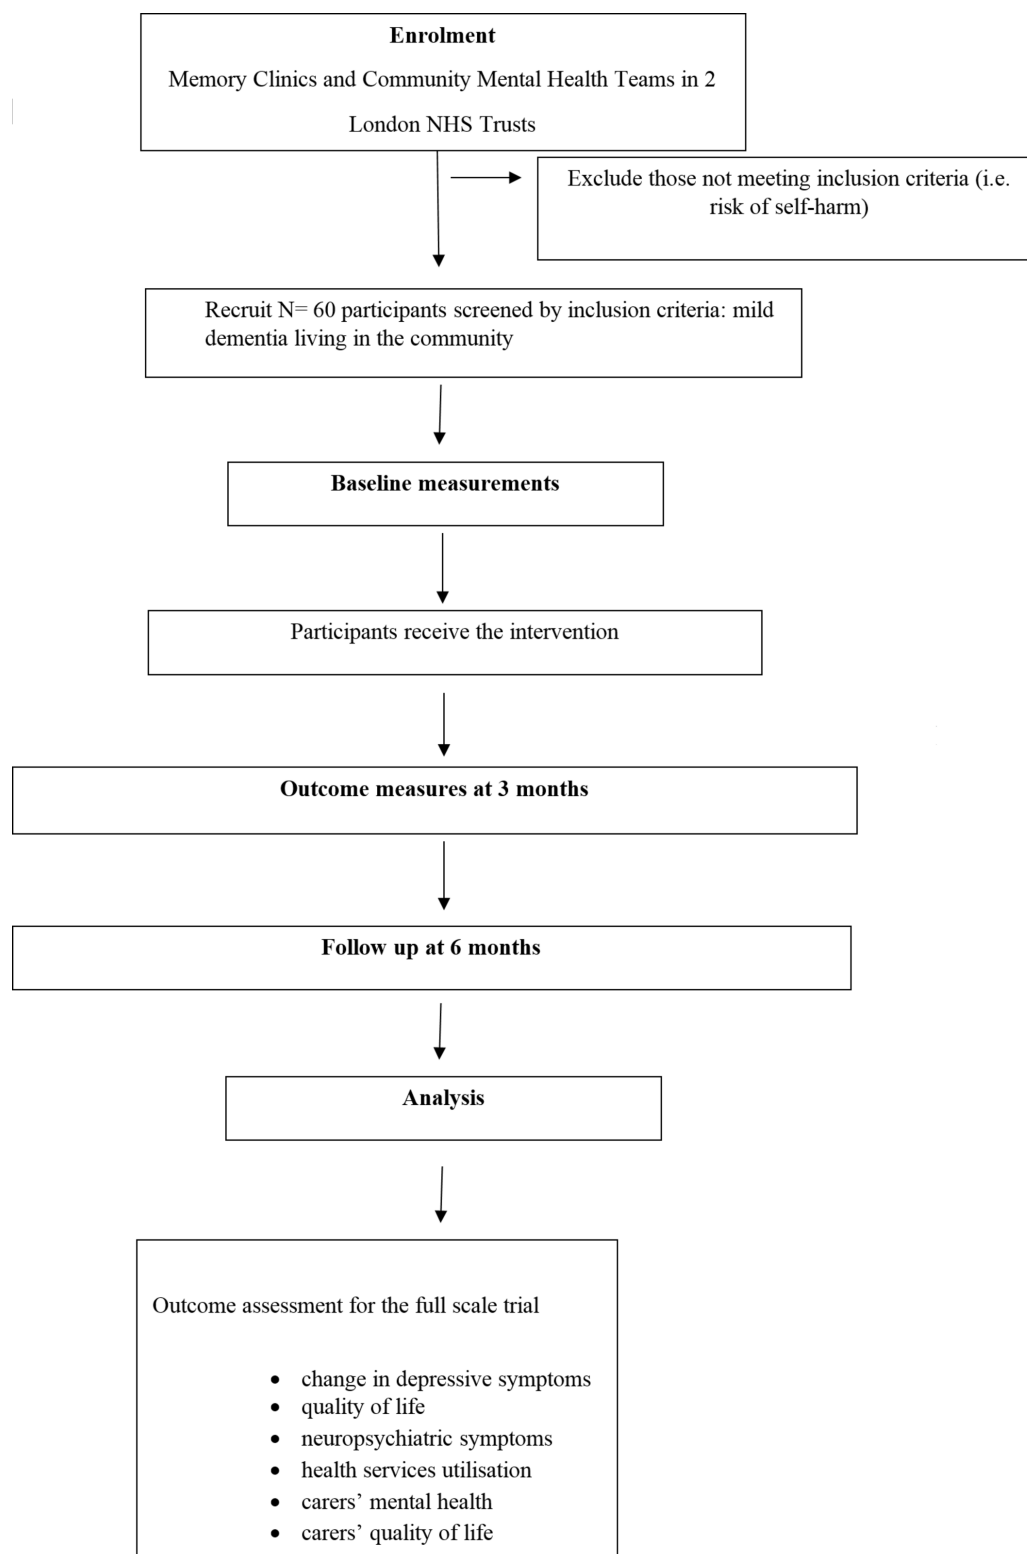 Enrolment
Memory Clinics and Community Mental Health Teams in 2
London NHS Trusts
Exclude those not meeting inclusion criteria (i.e.
risk of self-harm)
Recruit N= 60 participants screened by inclusion criteria: mild
dementia living in the community
Baseline measurements
Participants receive the intervention
Outcome measures at 3 months
Follow up at 6 months
Analysis
Outcome assessment for the full scale trial
• change in depressive symptoms
• quality of life
• neuropsychiatric symptoms
• health services utilisation
• carers’ mental health
• carers’ quality of life